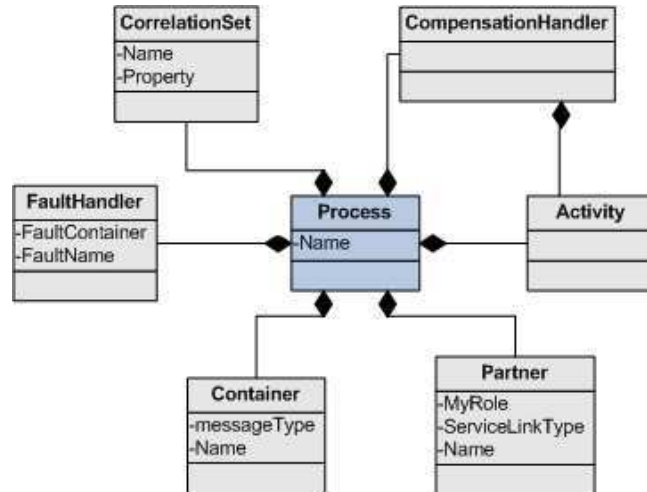 CorrelationSet
-Name
-Property
CompensationHandler
FaultHandler
-FaultContainer
-FaultName
Process
-Name
Activity
Container
-messageType
-Name
Partner
-MyRole
-ServiceLinkType
-Name